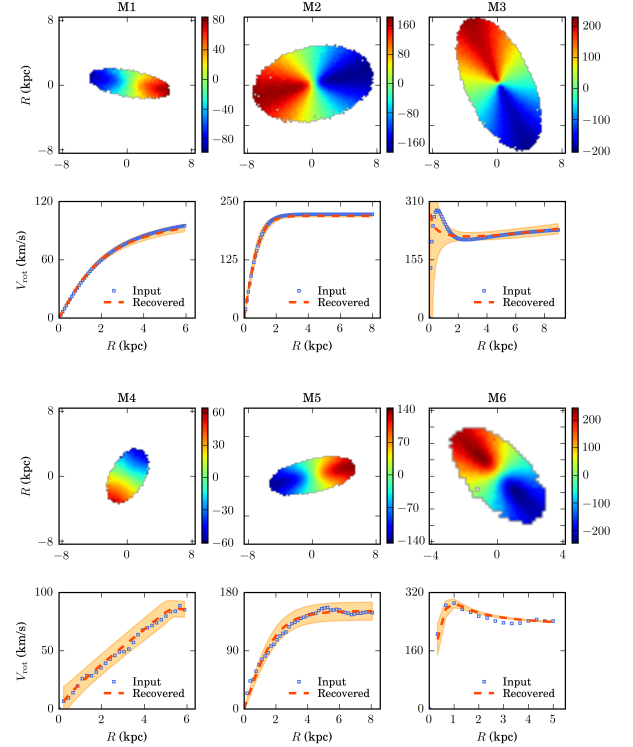 M1 M2 M3
8 80 160 200
40 80 100
R (kpc) 0 0 0 0
−40 −80 −100
−8 −80 −160 −200
−8 0 8 −8 0 8 −8 0 8
120 250 310
Vrot (km/s) 60 125 155
Input Input Input
Recovered Recovered Recovered
0 0 0
0 2 4 6 0 2 4 6 8 0 2 4 6 8
R (kpc) R (kpc) R (kpc)
M4 M5 M6
8 60 140 200
30 70 100
R (kpc) 0 0 0 0
−30 −70 −100
−8 −60 −140 −200
−8 0 8 −8 0 8 −4 0 4
100 180 320
Vrot (km/s) 50 90 160
Input Input Input
Recovered Recovered Recovered
0 0 0
0 2 4 6 0 2 4 6 8 0 1 2 3 4 5
R (kpc) R (kpc) R (kpc)